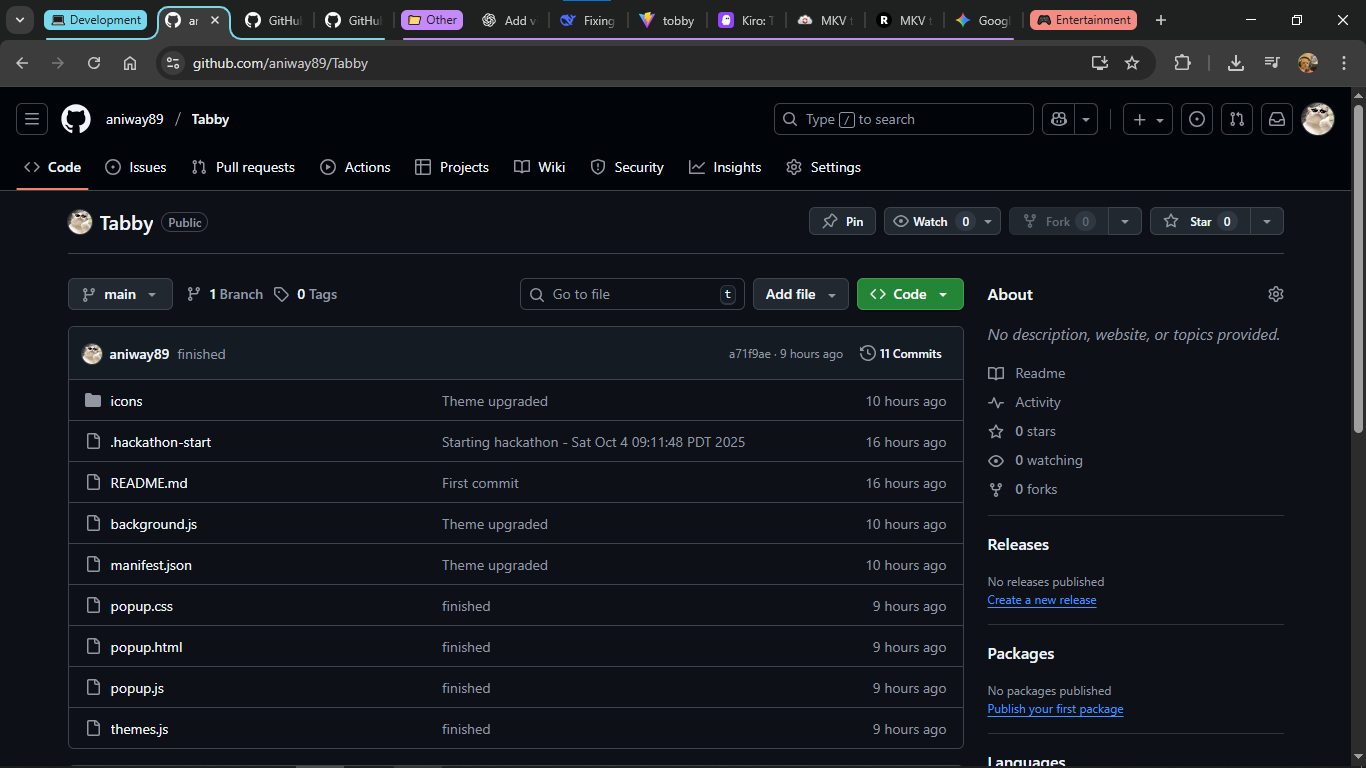 Development
ar
GitHu
GitHu
Other
Add v
Fixing
tobby
Kiro: T
MKV t
MKV t
Googl
Entertainment
github.com/aniway89/Tabby
aniway89 / Tabby
Type / to search
Code
Issues
Pull requests
Actions
Projects
Wiki
Security
Insights
Settings
Tabby Public
Pin
Watch 0
Fork 0
Star 0
main
1 Branch
0 Tags
Go to file t
Add file
Code
aniway89 finished a71f9ae · 9 hours ago 11 Commits
icons Theme upgraded 10 hours ago
.hackathon-start Starting hackathon - Sat Oct 4 09:11:48 PDT 2025 16 hours ago
README.md First commit 16 hours ago
background.js Theme upgraded 10 hours ago
manifest.json Theme upgraded 10 hours ago
popup.css finished 9 hours ago
popup.html finished 9 hours ago
popup.js finished 9 hours ago
themes.js finished 9 hours ago
About
No description, website, or topics provided.
Readme
Activity
0 stars
0 watching
0 forks
Releases
No releases published
Create a new release
Packages
No packages published
Publish your first package
Languages